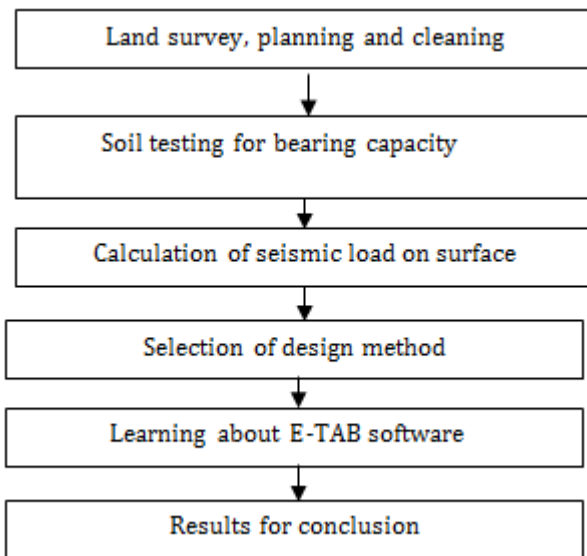 Land survey, planning and cleaning
Soil testing for bearing capacity
Calculation of seismic load on surface
Selection of design method
Learning about E-TAB software
Results for conclusion